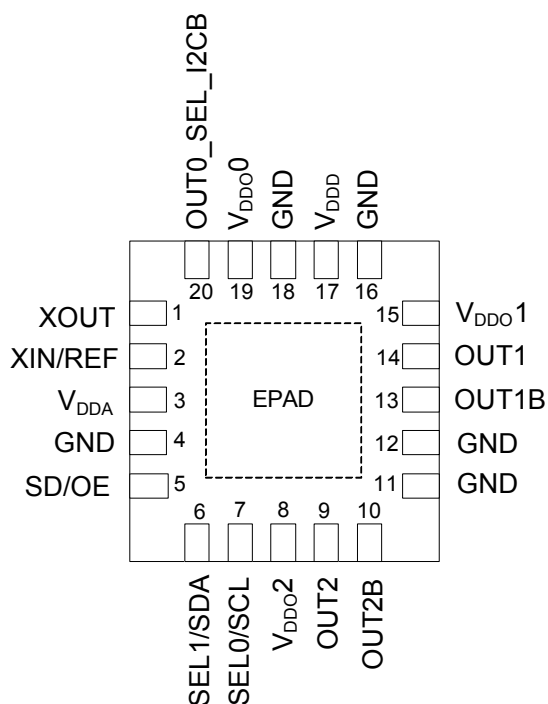 OUT0_SEL_I2CB
VDDO0
GND
VDDD
GND
20 19 18 17 16
XOUT 1
XIN/REF 2
VDDA 3
GND 4
SD/OE 5
EPAD
15 VDDO1
14 OUT1
13 OUT1B
12 GND
11 GND
6 7 8 9 10
SEL1/SDA
SEL0/SCL
VDDO2
OUT2
OUT2B